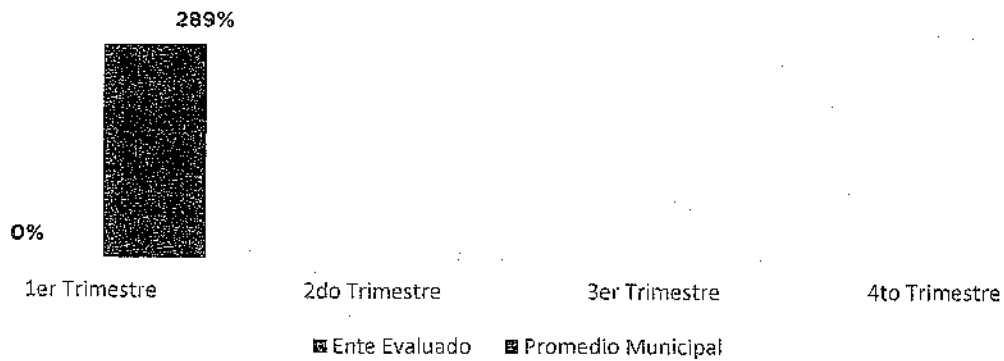 289%
0%
1er Trimestre 2do Trimestre 3er Trimestre 4to Trimestre
Ente Evaluado Promedio Municipal